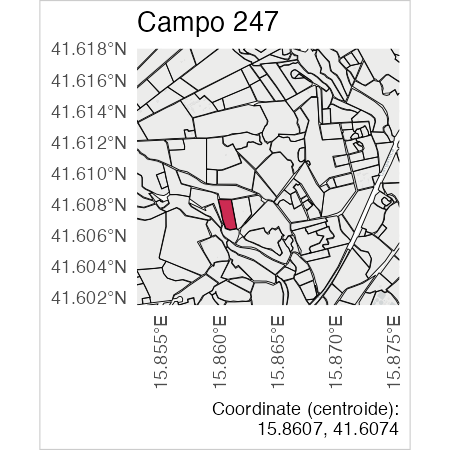 Campo 247
41.618°N
41.616°N
41.614°N
41.612°N
41.610°N
41.608°N
41.606°N
41.604°N
41.602°N
15.855°E
15.860°E
15.865°E
15.870°E
15.875°E
Coordinate (centroide):
15.8607, 41.6074